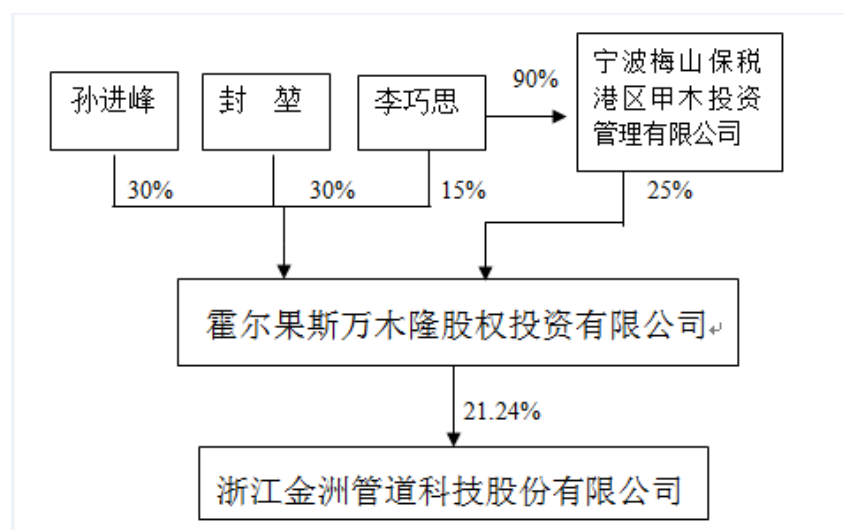 孙进峰
封 堃
李巧思
90%
宁波梅山保税
港区甲木投资
管理有限公司
30%
30%
15%
25%
霍尔果斯万木隆股权投资有限公司
21.24%
浙江金洲管道科技股份有限公司